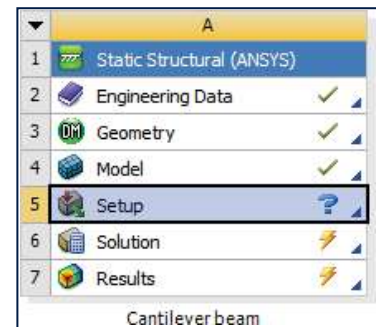 A
1 Static Structural (ANSYS)
2 Engineering Data
3 DM Geometry
4 Model
5 Setup ?
6 Solution
7 Results
Cantilever beam